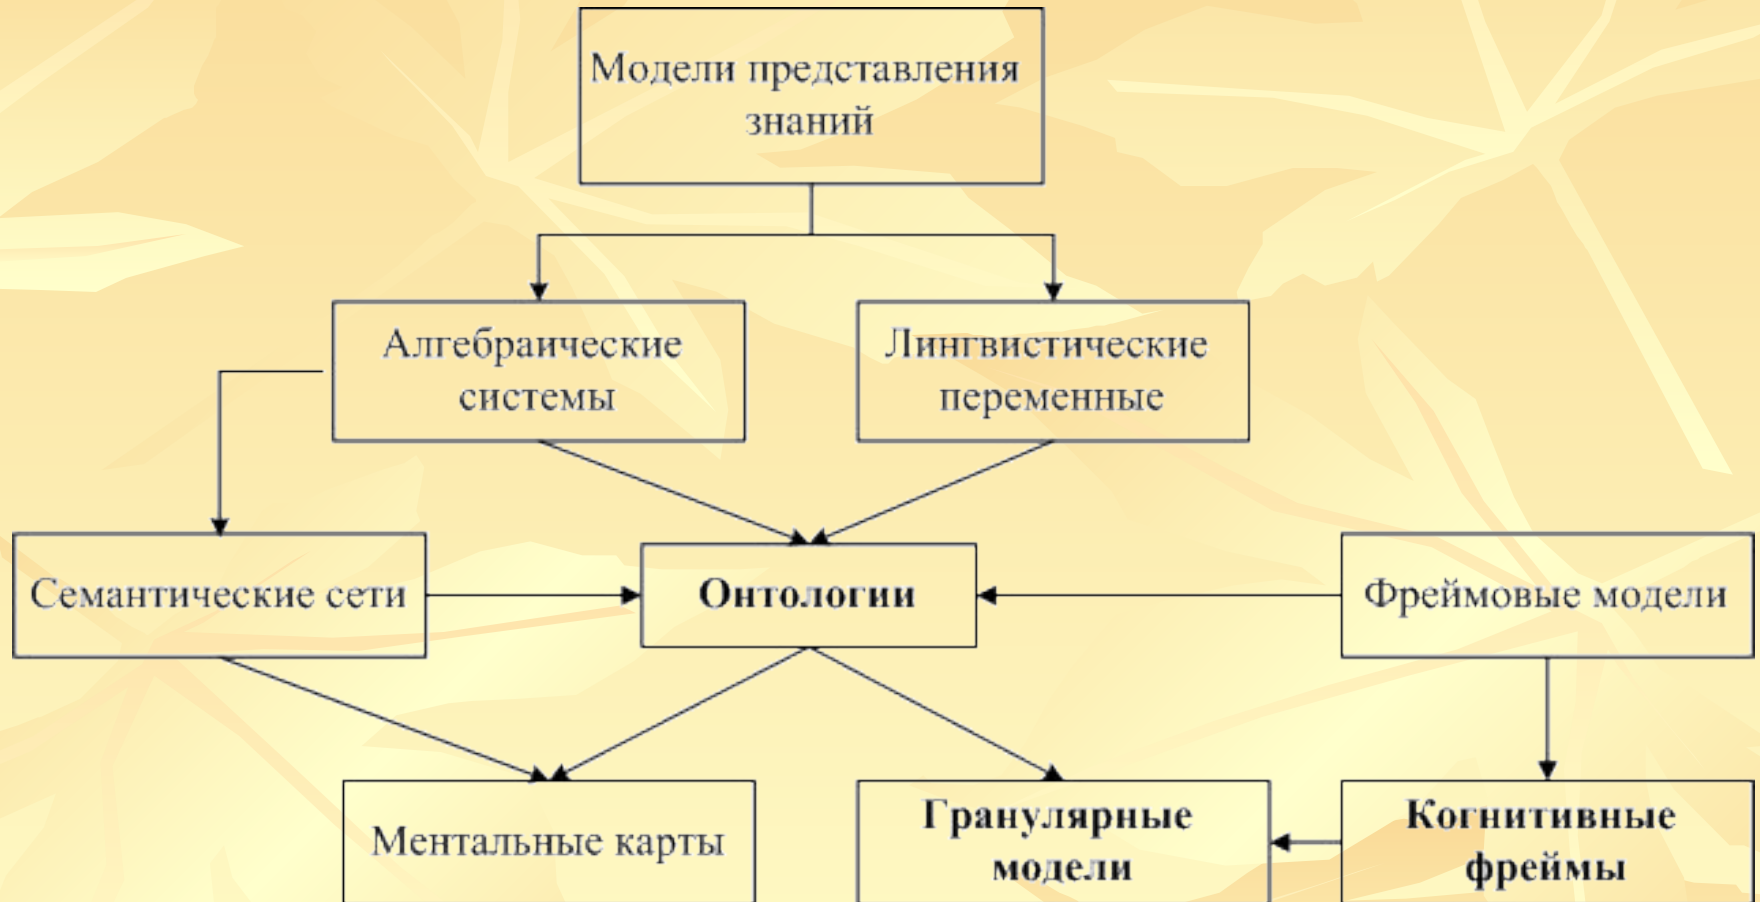 Модели представления
знаний
Алгебраические
системы
Лингвистические
переменные
Семантические сети
Онтологии
Фреймовые модели
Ментальные карты
Гранулярные
модели
Когнитивные
фреймы